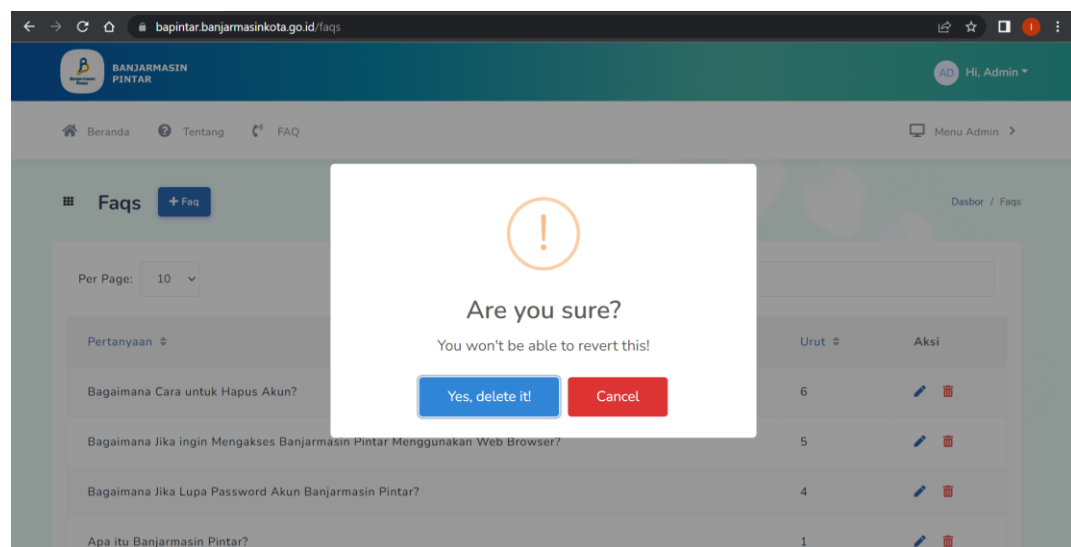 bapintar.banjarmasinkota.go.id/faqs
BANJARMASIN
PINTAR
AD Hi, Admin
Beranda Tentang FAQ Menu Admin
Faqs + Faq Dasbor / Faqs
!
Are you sure?
You won't be able to revert this!
Yes, delete it! Cancel
Per Page: 10
Pertanyaan Urut Aksi
Bagaimana Cara untuk Hapus Akun? 6
Bagaimana Jika ingin Mengakses Banjarmasin Pintar Menggunakan Web Browser? 5
Bagaimana Jika Lupa Password Akun Banjarmasin Pintar? 4
Apa itu Banjarmasin Pintar? 1